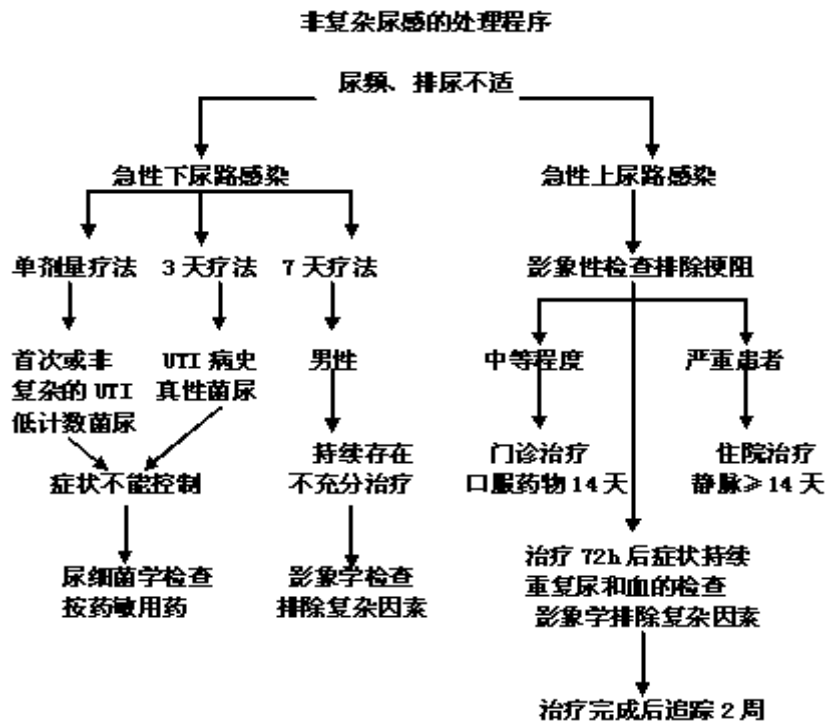 非复杂尿感的处理程序
尿频、排尿不适
急性下尿路感染
急性上尿路感染
单剂量疗法
3天疗法
7天疗法
影象性检查排除梗阻
首次或非
复杂的UTI
低计数菌尿
UTI病史
真性菌尿
男性
中等程度
严重患者
症状不能控制
持续存在
不充分治疗
门诊治疗
口服药物14天
住院治疗
静脉≥14天
尿细菌学检查
按药敏用药
影象学检查
排除复杂因素
治疗72h后症状持续
重复尿和血的检查
影象学排除复杂因素
治疗完成后追踪2周